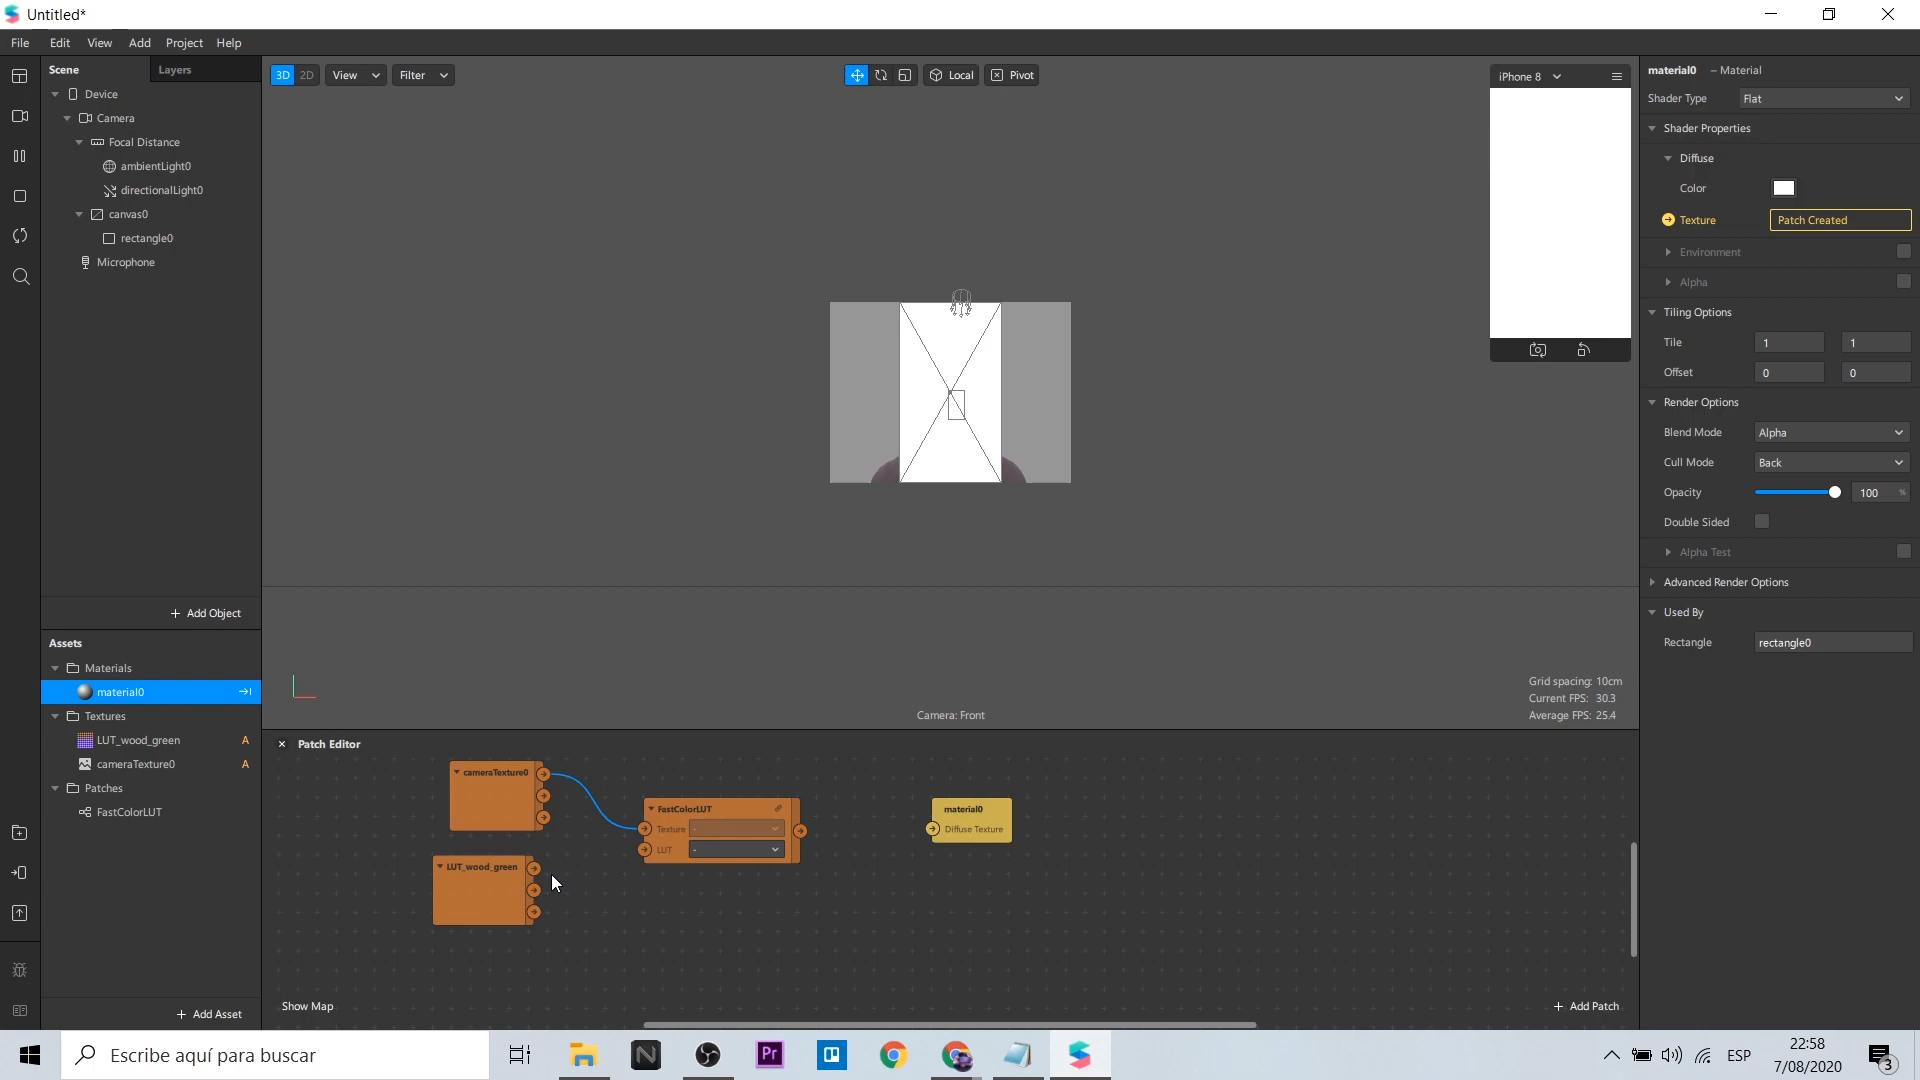 Untitled*
File Edit View Add Project Help
Scene Layers
Device
Camera
Focal Distance
ambientLight0
directionalLight0
canvas0
rectangle0
Microphone
+ Add Object
Assets
Materials
material0
Textures
LUT_wood_green A
cameraTexture0 A
Patches
FastColorLUT
+ Add Asset
3D 2D View Filter
Local Pivot
iPhone 8
Grid spacing: 10cm
Current FPS: 30.3
Average FPS: 25.4
Camera: Front
Patch Editor
cameraTexture0
LUT_wood_green
FastColorLUT
Texture -
LUT -
material0
Diffuse Texture
Show Map
+ Add Patch
material0 – Material
Shader Type Flat
Shader Properties
Diffuse
Color
Texture Patch Created
Environment
Alpha
Tiling Options
Tile 1 1
Offset 0 0
Render Options
Blend Mode Alpha
Cull Mode Back
Opacity 100 %
Double Sided
Alpha Test
Advanced Render Options
Used By
Rectangle rectangle0
Escribe aquí para buscar
Pr
ESP
22:58
7/08/2020
3